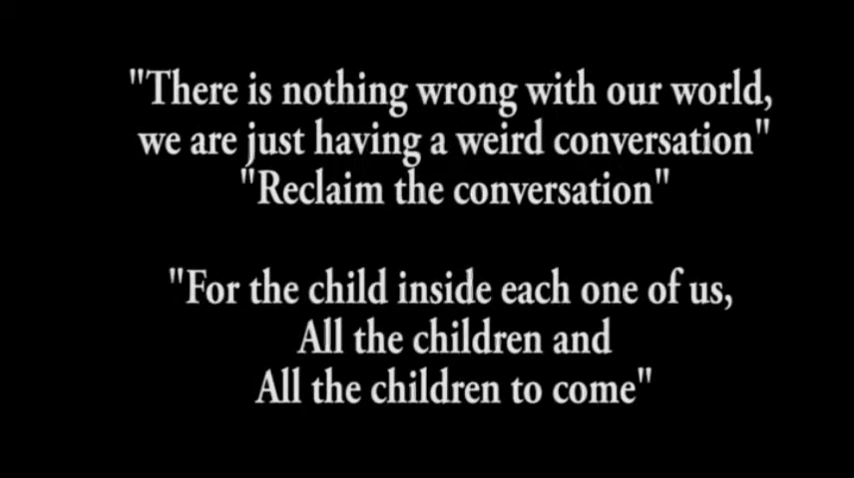 "There is nothing wrong with our world,
we are just having a weird conversation"
"Reclaim the conversation"
"For the child inside each one of us,
All the children and
All the children to come"